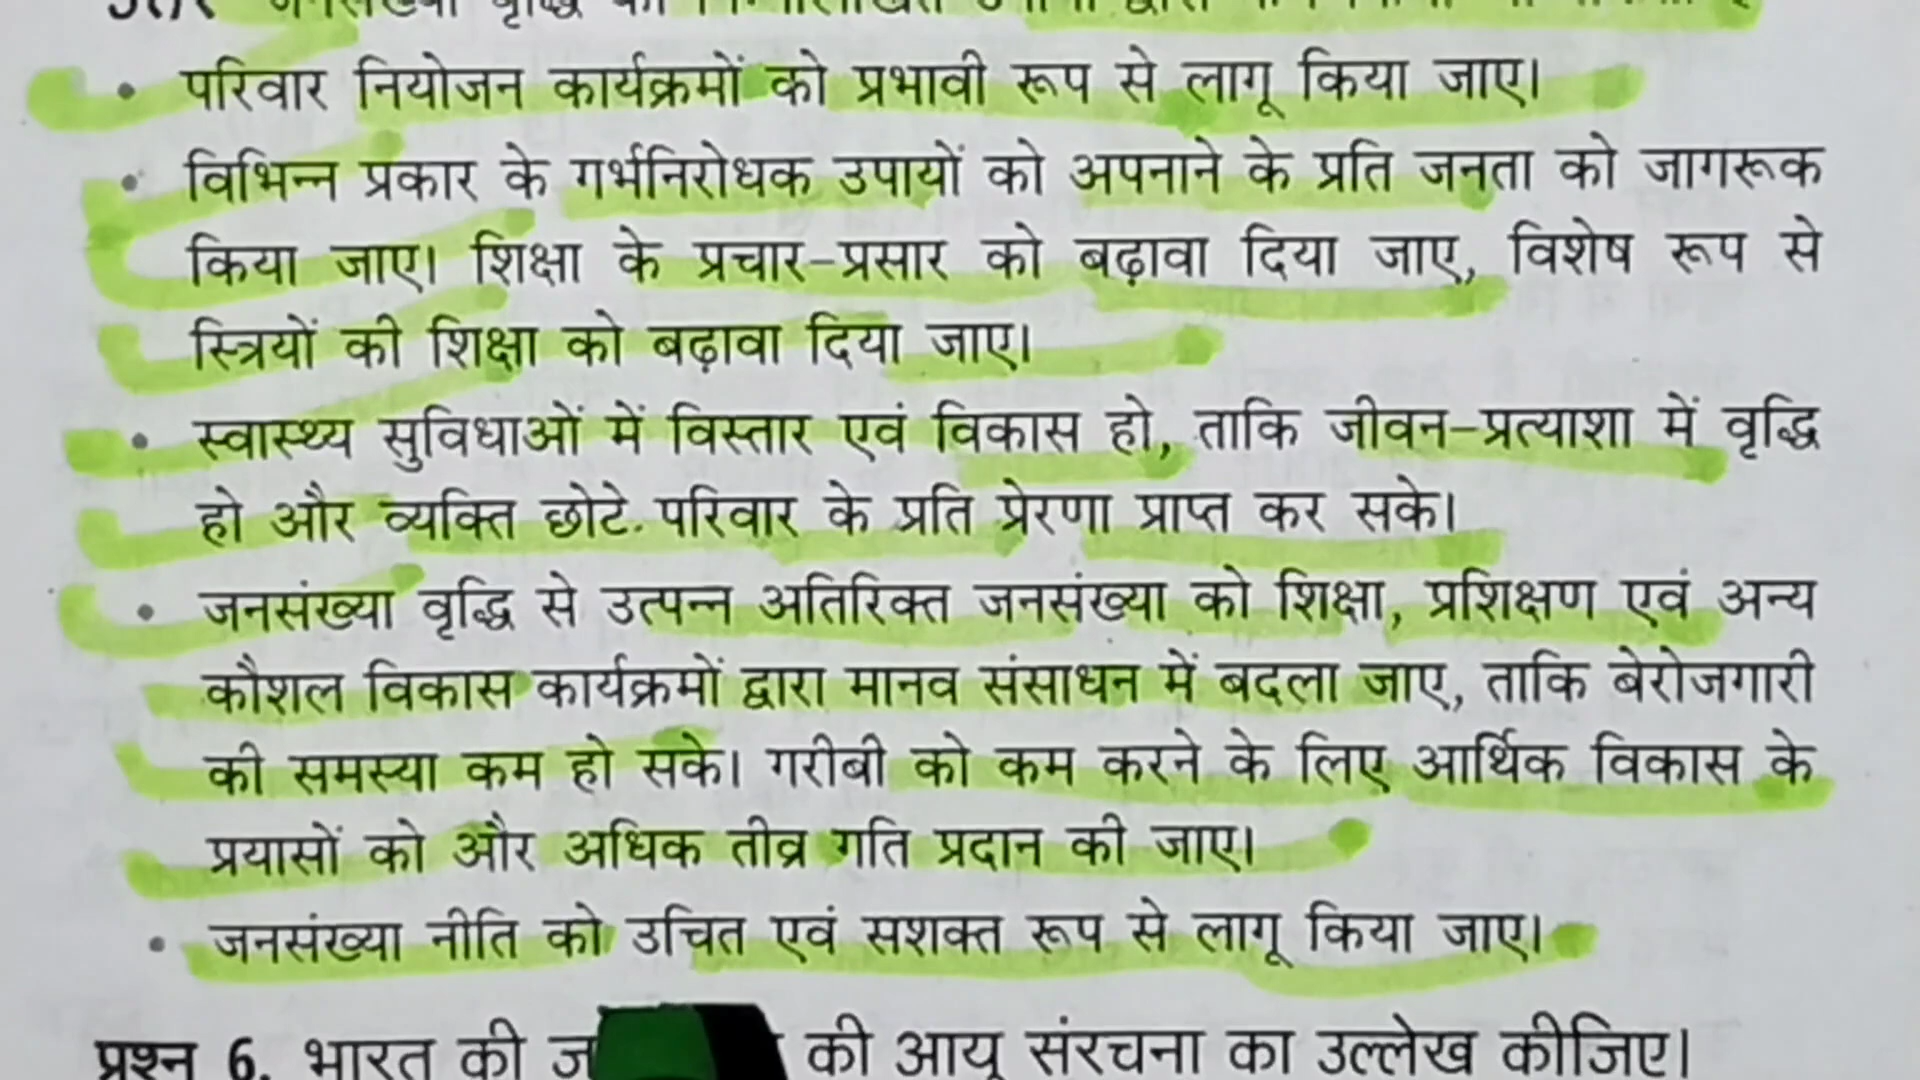 जनसंख्या वृद्धि को
• परिवार नियोजन कार्यक्रमों को प्रभावी रूप से लागू किया जाए।
• विभिन्न प्रकार के गर्भनिरोधक उपायों को अपनाने के प्रति जनता को जागरूक
किया जाए। शिक्षा के प्रचार-प्रसार को बढ़ावा दिया जाए, विशेष रूप से
स्त्रियों की शिक्षा को बढ़ावा दिया जाए।
• स्वास्थ्य सुविधाओं में विस्तार एवं विकास हो, ताकि जीवन-प्रत्याशा में वृद्धि
हो और व्यक्ति छोटे परिवार के प्रति प्रेरणा प्राप्त कर सके।
• जनसंख्या वृद्धि से उत्पन्न अतिरिक्त जनसंख्या को शिक्षा, प्रशिक्षण एवं अन्य
कौशल विकास कार्यक्रमों द्वारा मानव संसाधन में बदला जाए, ताकि बेरोजगारी
की समस्या कम हो सके। गरीबी को कम करने के लिए आर्थिक विकास के
प्रयासों को और अधिक तीव्र गति प्रदान की जाए।
• जनसंख्या नीति को उचित एवं सशक्त रूप से लागू किया जाए।
प्रश्न 6. भारत की की आयु संरचना का उल्लेख कीजिए।